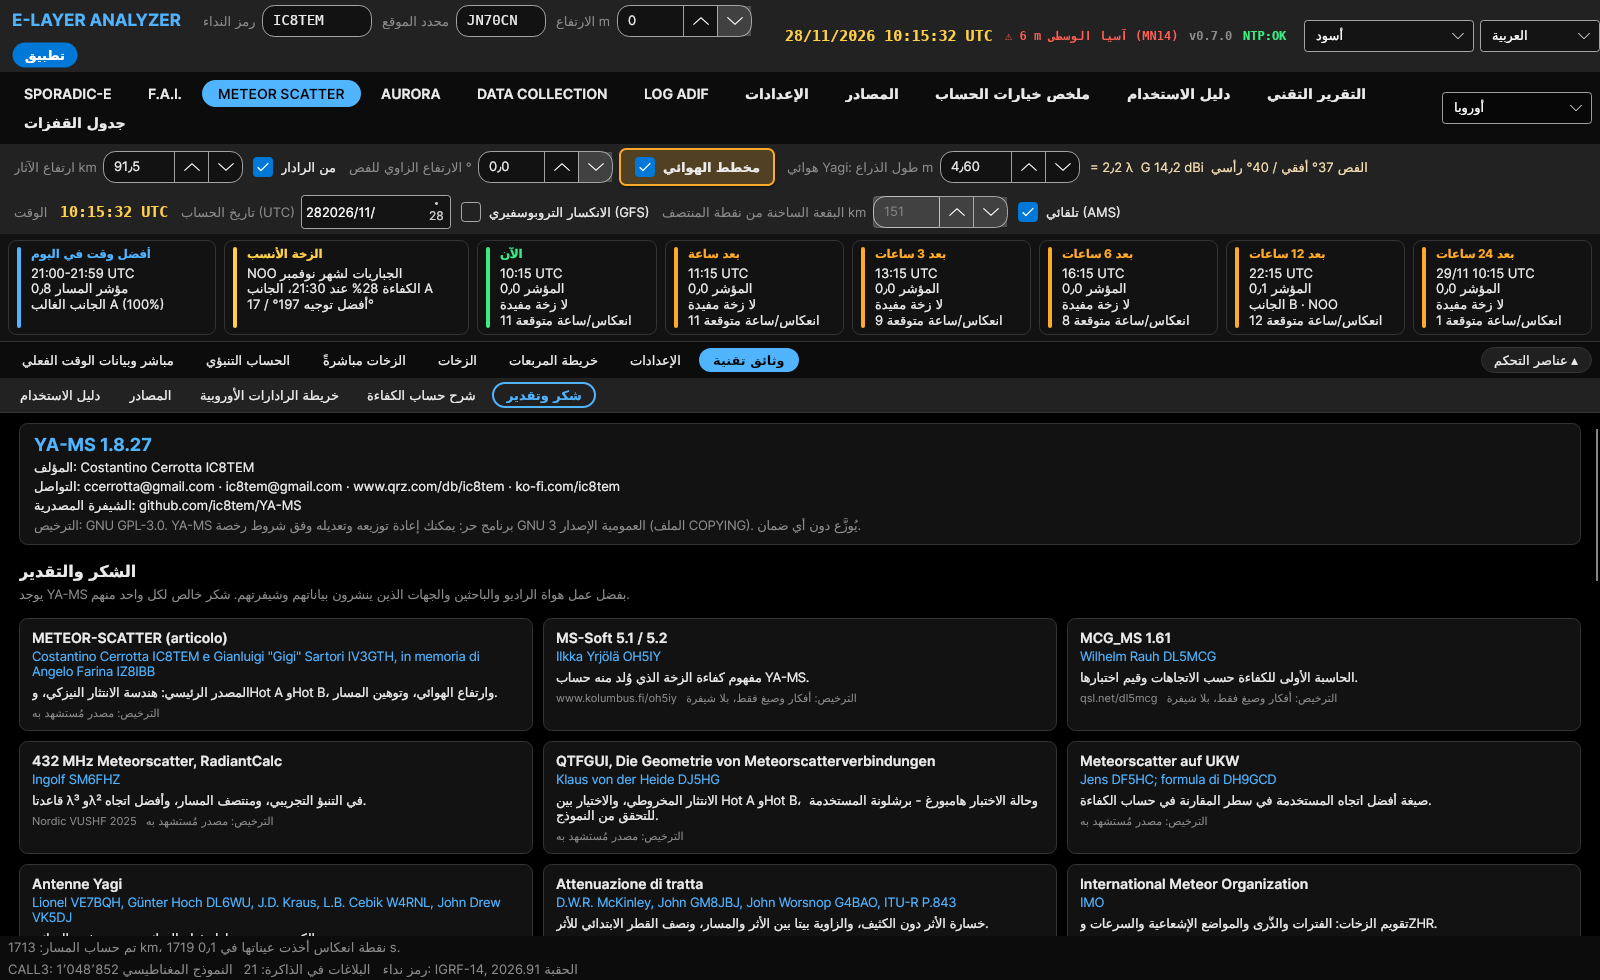 E-LAYER ANALYZER رمز النداء IC8TEM محدد الموقع JN70CN الارتفاع m 0
28/11/2026 10:15:32 UTC ⚠ 6 m آسيا الوسطى (MN14) v0.7.0 NTP:OK أسود العربية
تطبيق
SPORADIC-E F.A.I. METEOR SCATTER AURORA DATA COLLECTION LOG ADIF الإعدادات المصادر ملخص خيارات الحساب دليل الاستخدام التقرير التقني أوروبا
جدول القفزات
ارتفاع الآثار km 91٫5 من الرادار الارتفاع الزاوي للفص ° 0٫0 مخطط الهوائي هوائي Yagi: طول الذراع m 4٫60 = 2٫2 λ G 14٫2 dBi الفص 37° أفقي / 40° رأسي
الوقت 10:15:32 UTC تاريخ الحساب (UTC) 282026/11/ 28 الانكسار التروبوسفيري (GFS) البقعة الساخنة من نقطة المنتصف km 151 تلقائي (AMS)
أفضل وقت في اليوم
21:00-21:59 UTC
مؤشر المسار 0٫8
الجانب الغالب A (100%)
الزخة الأنسب
NOO الجباريات لشهر نوفمبر
الكفاءة 28% عند 21:30، الجانب A
أفضل توجيه 197° / 17°
الآن
10:15 UTC
المؤشر 0٫0
لا زخة مفيدة
انعكاس/ساعة متوقعة 11
بعد ساعة
11:15 UTC
المؤشر 0٫0
لا زخة مفيدة
انعكاس/ساعة متوقعة 11
بعد 3 ساعات
13:15 UTC
المؤشر 0٫0
لا زخة مفيدة
انعكاس/ساعة متوقعة 9
بعد 6 ساعات
16:15 UTC
المؤشر 0٫0
لا زخة مفيدة
انعكاس/ساعة متوقعة 8
بعد 12 ساعات
22:15 UTC
المؤشر 0٫1
الجانب B · NOO
انعكاس/ساعة متوقعة 12
بعد 24 ساعات
29/11 10:15 UTC
المؤشر 0٫0
لا زخة مفيدة
انعكاس/ساعة متوقعة 1
مباشر وبيانات الوقت الفعلي الحساب التنبؤي الزخات مباشرةً الزخات خريطة المربعات الإعدادات وثائق تقنية ▴ عناصر التحكم
دليل الاستخدام المصادر خريطة الرادارات الأوروبية شرح حساب الكفاءة شكر وتقدير
YA-MS 1.8.27
المؤلف: Costantino Cerrotta IC8TEM
التواصل: ccerrotta@gmail.com · ic8tem@gmail.com · www.qrz.com/db/ic8tem · ko-fi.com/ic8tem
الشيفرة المصدرية: github.com/ic8tem/YA-MS
الترخيص: GNU GPL-3.0. YA-MS برنامج حر: يمكنك إعادة توزيعه وتعديله وفق شروط رخصة GNU العمومية الإصدار 3 (الملف COPYING). يُوزَّع دون أي ضمان.
الشكر والتقدير
يوجد YA-MS بفضل عمل هواة الراديو والباحثين والجهات الذين ينشرون بياناتهم وشيفرتهم. شكر خالص لكل واحد منهم.
METEOR-SCATTER (articolo)
Costantino Cerrotta IC8TEM e Gianluigi "Gigi" Sartori IV3GTH, in memoria di
Angelo Farina IZ8IBB
المصدر الرئيسي: هندسة الانتثار النيزكي، وHot A وHot B، وارتفاع الهوائي، وتوهين المسار.
الترخيص: مصدر مُستشهد به
MS-Soft 5.1 / 5.2
Ilkka Yrjölä OH5IY
مفهوم كفاءة الزخة الذي وُلد منه حساب YA-MS.
www.kolumbus.fi/oh5iy الترخيص: أفكار وصيغ فقط، بلا شيفرة
MCG_MS 1.61
Wilhelm Rauh DL5MCG
الحاسبة الأولى للكفاءة حسب الاتجاهات وقيم اختبارها.
qsl.net/dl5mcg الترخيص: أفكار وصيغ فقط، بلا شيفرة
432 MHz Meteorscatter, RadiantCalc
Ingolf SM6FHZ
قاعدتا λ² وλ³ في التنبؤ التجريبي، ومنتصف المسار، وأفضل اتجاه.
Nordic VUSHF 2025 الترخيص: مصدر مُستشهد به
QTFGUI, Die Geometrie von Meteorscatterverbindungen
Klaus von der Heide DJ5HG
الانتثار المخروطي، والاختيار بين Hot A وHot B، وحالة الاختبار هامبورغ - برشلونة المستخدمة
للتحقق من النموذج.
الترخيص: مصدر مُستشهد به
Meteorscatter auf UKW
Jens DF5HC; formula di DH9GCD
صيغة أفضل اتجاه المستخدمة في سطر المقارنة في حساب الكفاءة.
الترخيص: مصدر مُستشهد به
Antenne Yagi
Lionel VE7BQH, Günter Hoch DL6WU, J.D. Kraus, L.B. Cebik W4RNL, John Drew
VK5DJ
Attenuazione di tratta
D.W.R. McKinley, John GM8JBJ, John Worsnop G4BAO, ITU-R P.843
خسارة الأثر دون الكثيف، والزاوية بيتا بين الأثر والمسار، ونصف القطر الابتدائي للأثر.
International Meteor Organization
IMO
تقويم الزخات: الفترات والذُّرى والمواضع الإشعاعية والسرعات وZHR.
تم حساب المسار: 1713 km، 1719 نقطة انعكاس أخذت عيناتها في 0٫1 s.
CALL3: 1٬048٬852 رمز نداء البلاغات في الذاكرة: 21 النموذج المغناطيسي: IGRF-14, الحقبة 2026.91